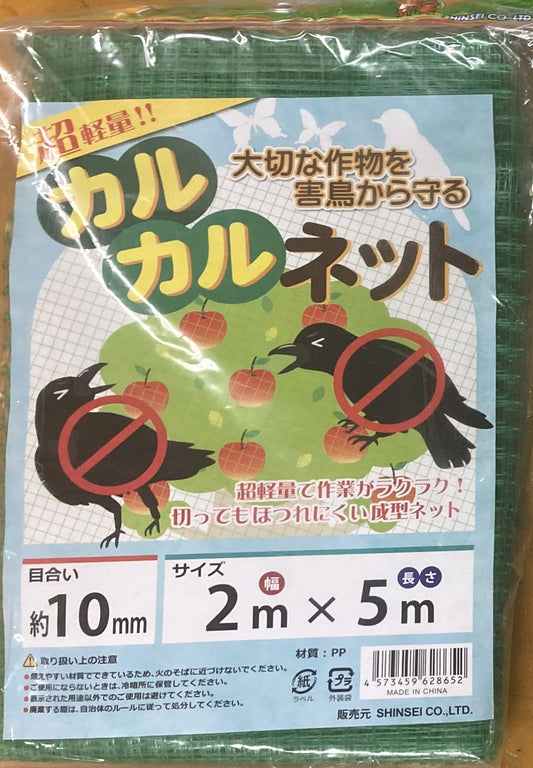 SHINSEI CO.,LTD.
超軽量!!
大切な作物を
害鳥から守る
カル
カルネット
超軽量で作業がラクラク！
切ってもほつれにくい成型ネット
目合い
約10mm
サイズ
幅 長さ
2m×5m
⚠取り扱い上の注意
●燃えやすい材質でできているため、火のそばに近づけないでください。
●ご使用にならないときは、冷暗所に保管してください。
●表示された用途以外でのご使用は避けてください。
●廃棄する際は、自治体のルールに従って処分してください。
材質：PP
紙
ラベル
プラ
外装袋
4573459628652
MADE IN CHINA
販売元 SHINSEI CO.,LTD.